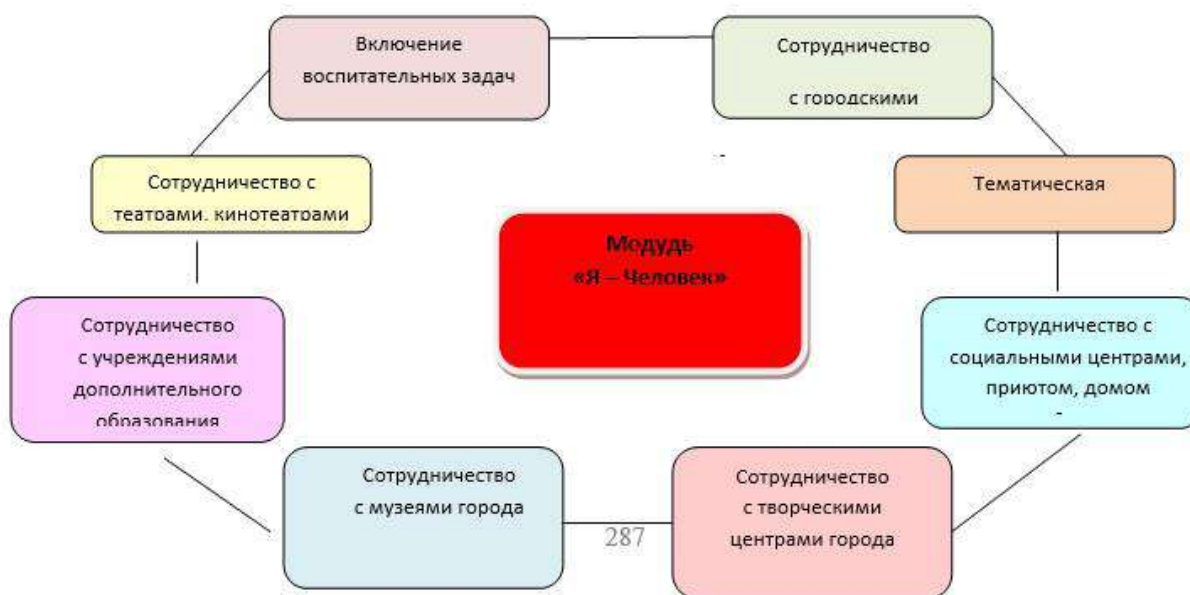 Включение
воспитательных задач
Сотрудничество
с городскими
Сотрудничество с
театрами, кинотеатрами
Тематическая
Модудь
«Я – Человек»
Сотрудничество
с учреждениями
дополнительного
образования
Сотрудничество с
социальными центрами,
приютом, домом
Сотрудничество
с музеями города
Сотрудничество
с творческими
центрами города
287